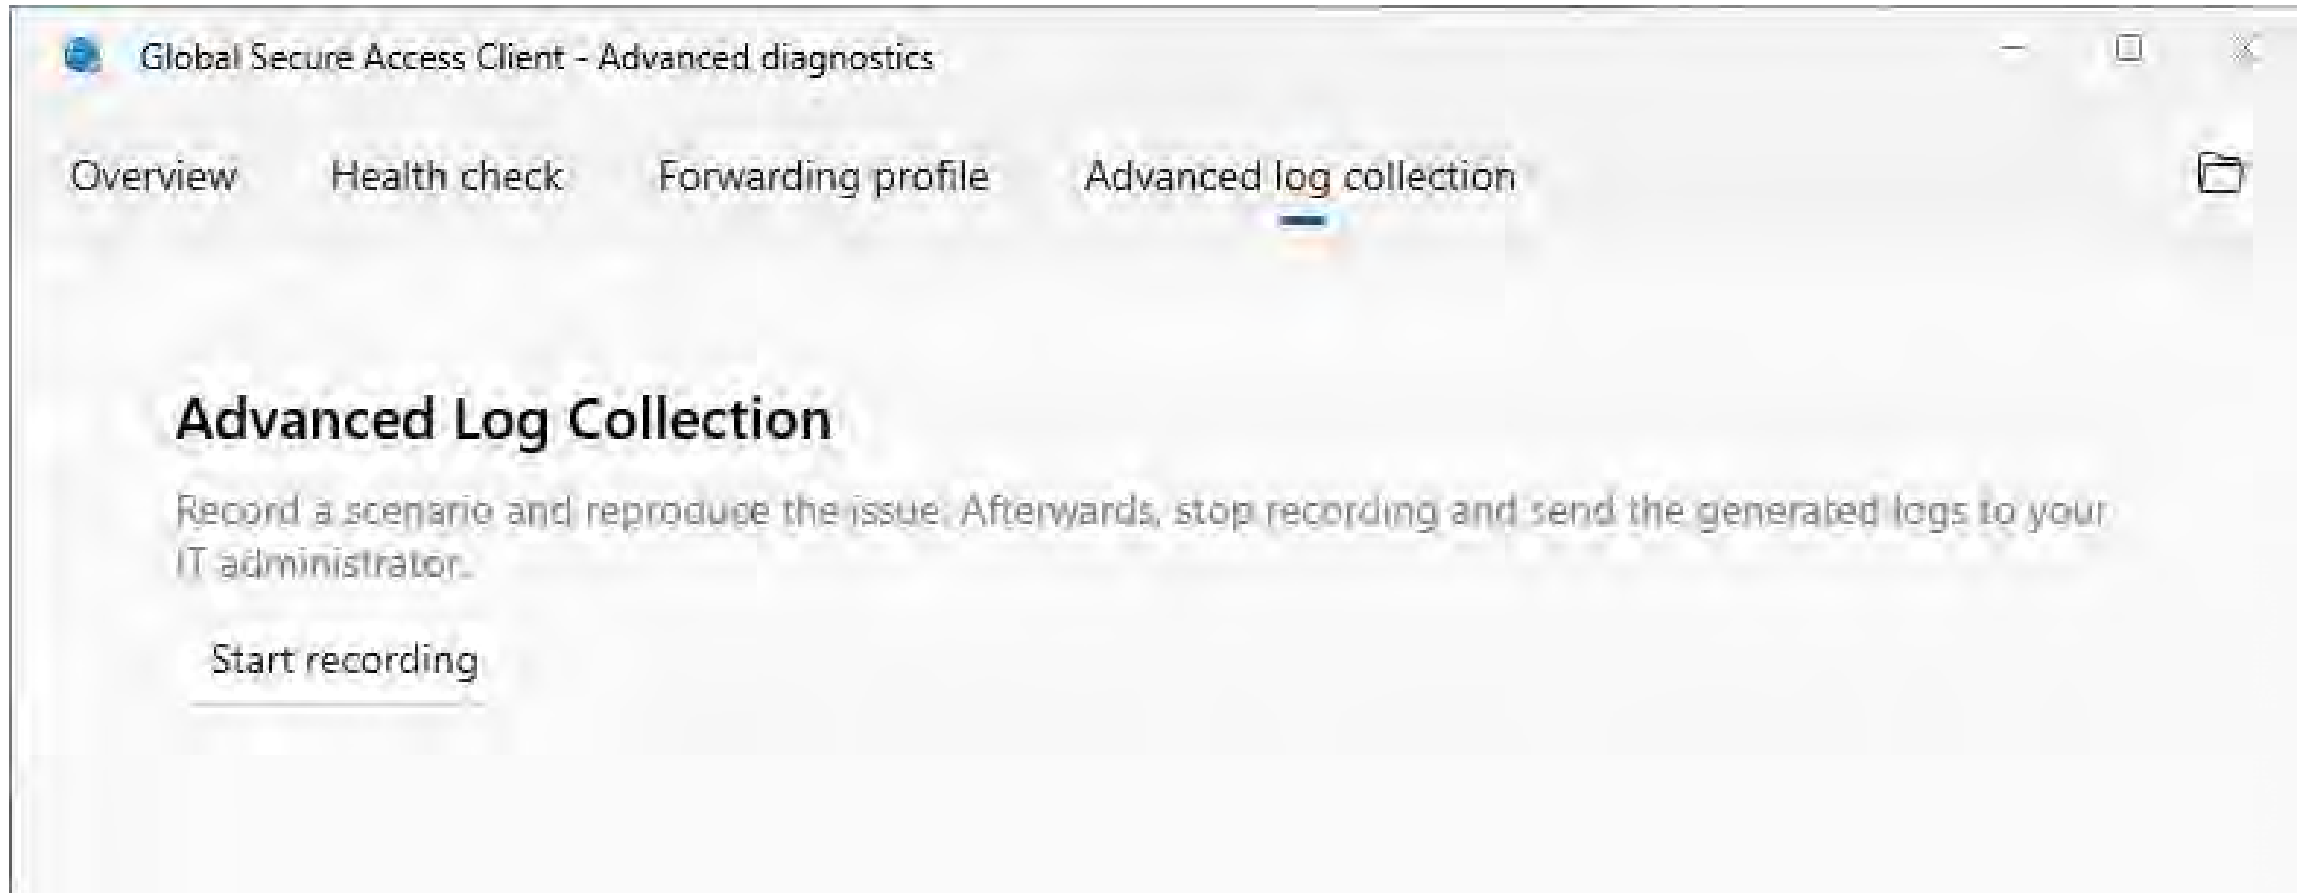 Global Secure Access Client - Advanced diagnostics
Overview Health check Forwarding profile Advanced log collection
Advanced Log Collection
Record a scenario and reproduce the issue. Afterwards, stop recording and send the generated logs to your
IT administrator.
Start recording